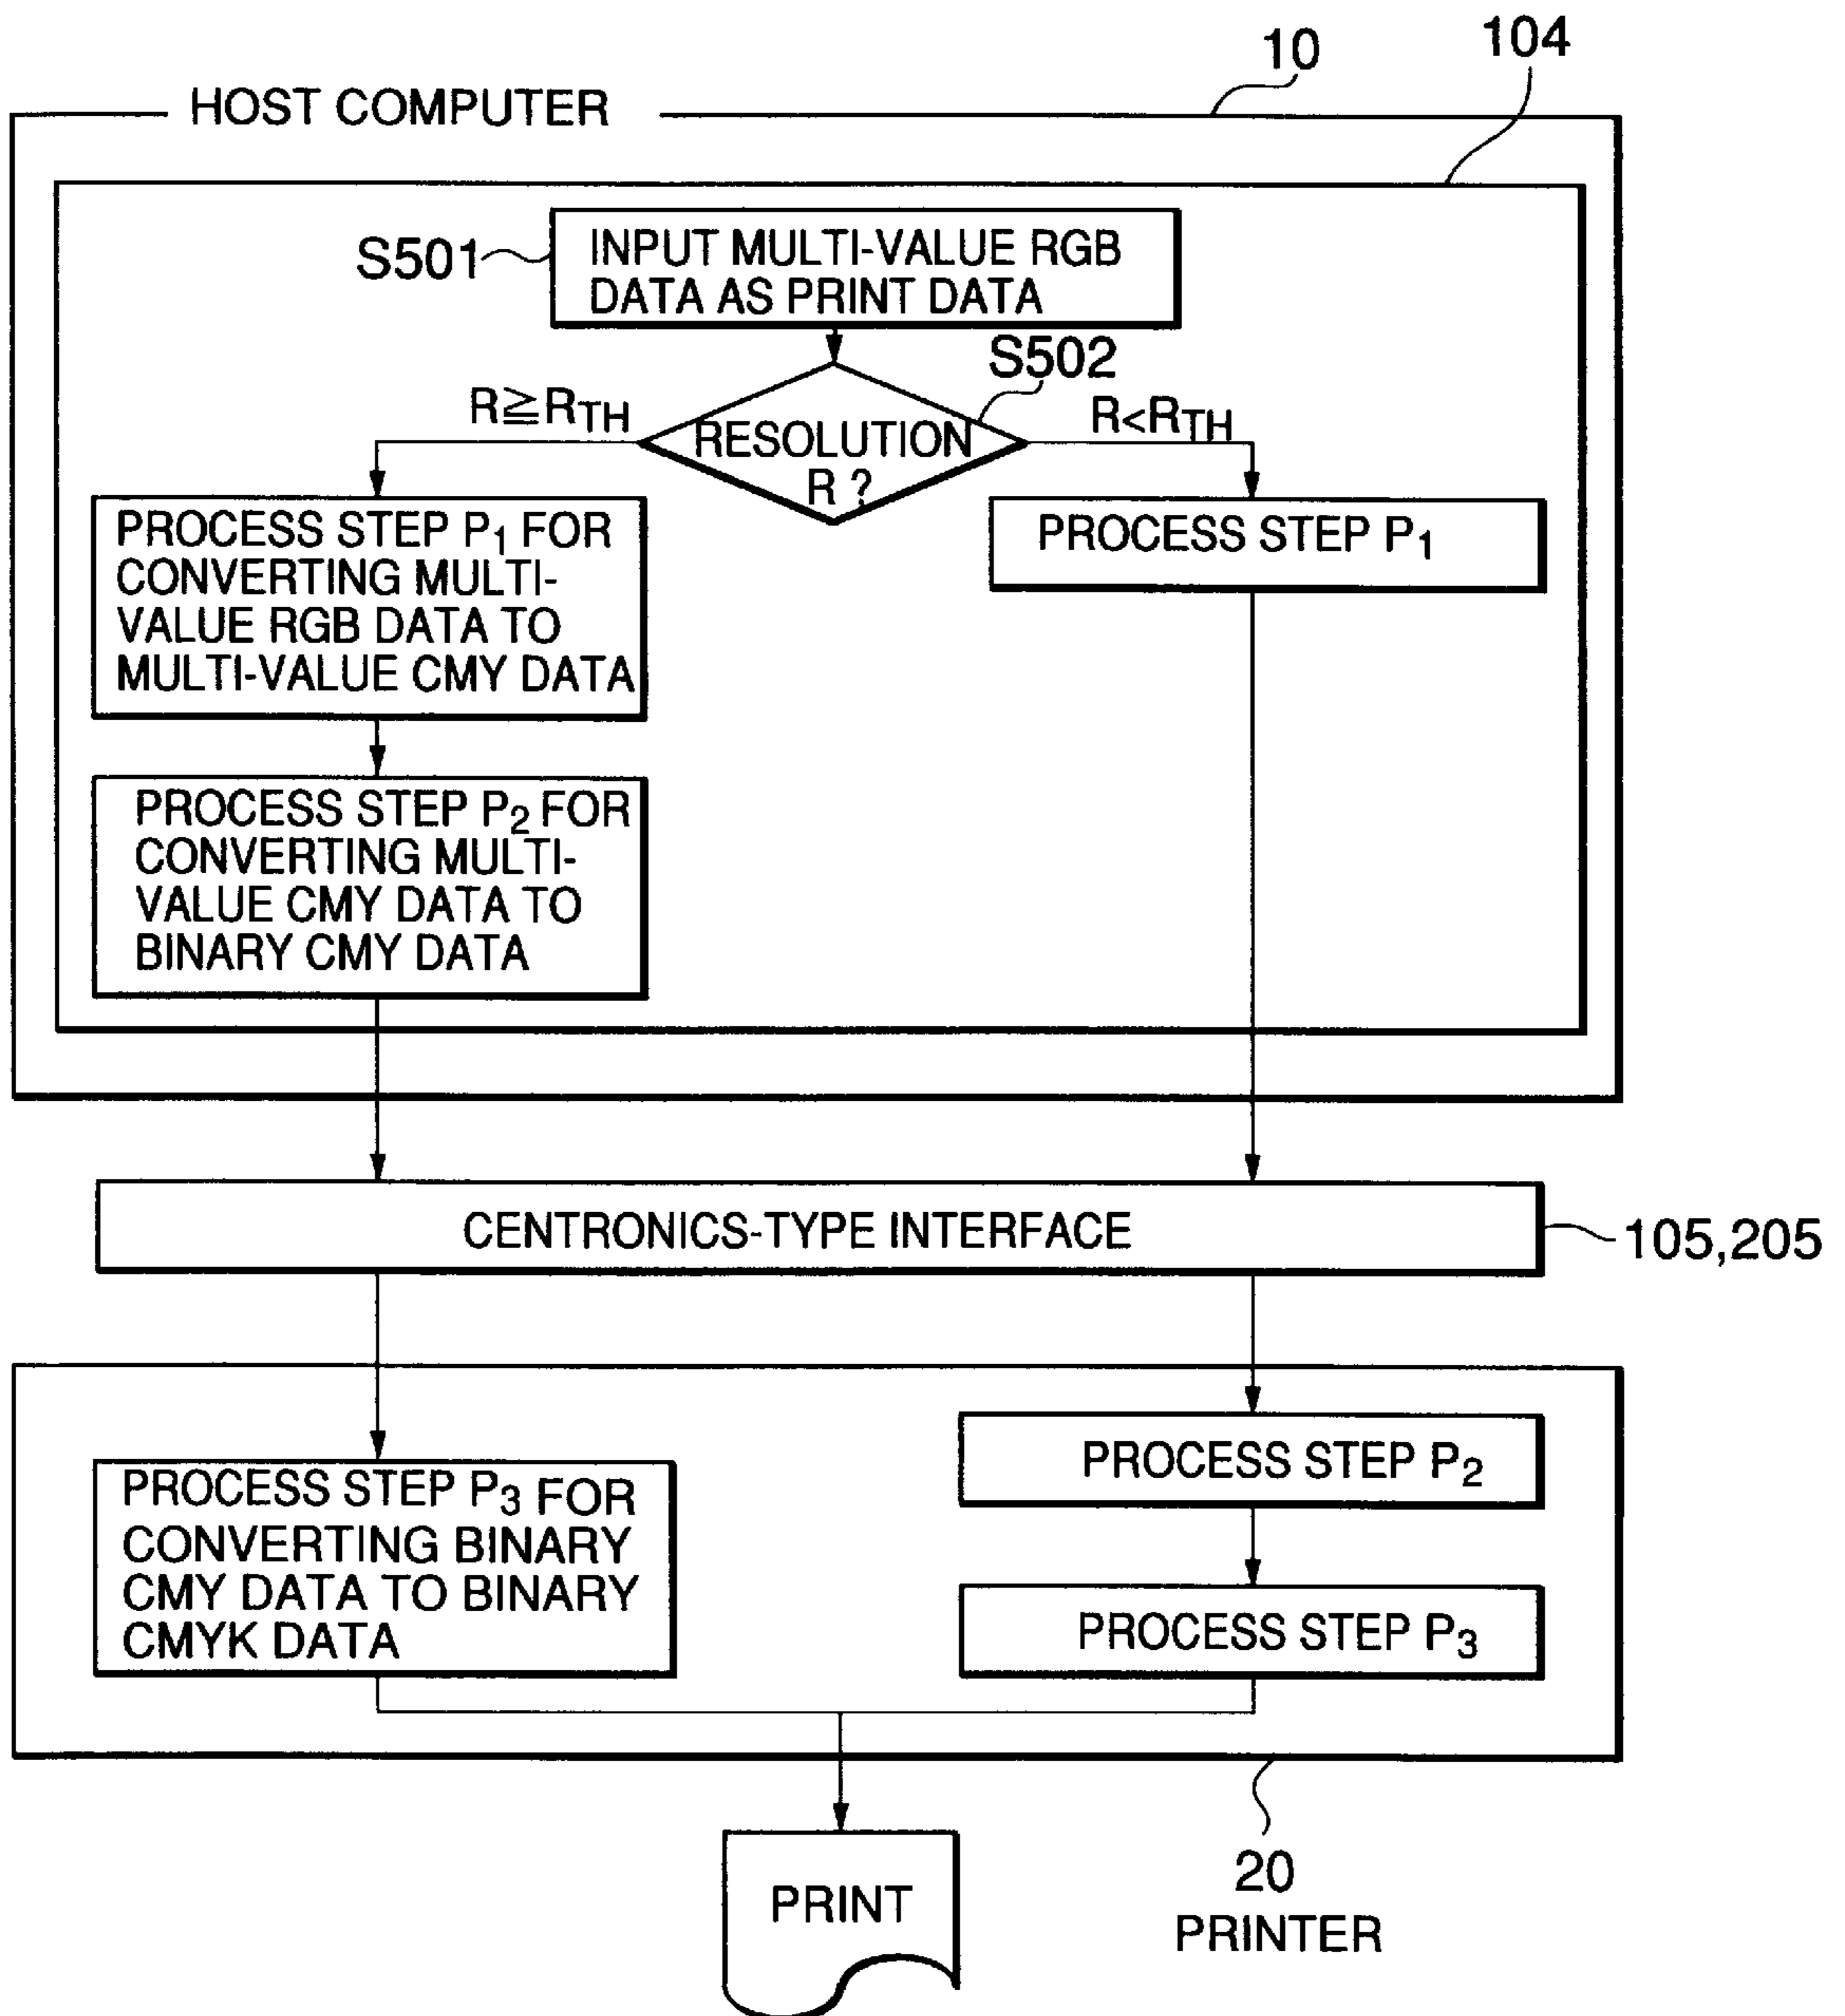 10
104
HOST COMPUTER
S501
INPUT MULTI-VALUE RGB
DATA AS PRINT DATA
S502
R≧RTH
R<RTH
RESOLUTION
R ?
PROCESS STEP P1 FOR
CONVERTING MULTI-
VALUE RGB DATA TO
MULTI-VALUE CMY DATA
PROCESS STEP P1
PROCESS STEP P2 FOR
CONVERTING MULTI-
VALUE CMY DATA TO
BINARY CMY DATA
CENTRONICS-TYPE INTERFACE
105,205
PROCESS STEP P3 FOR
CONVERTING BINARY
CMY DATA TO BINARY
CMYK DATA
PROCESS STEP P2
PROCESS STEP P3
20
PRINTER
PRINT